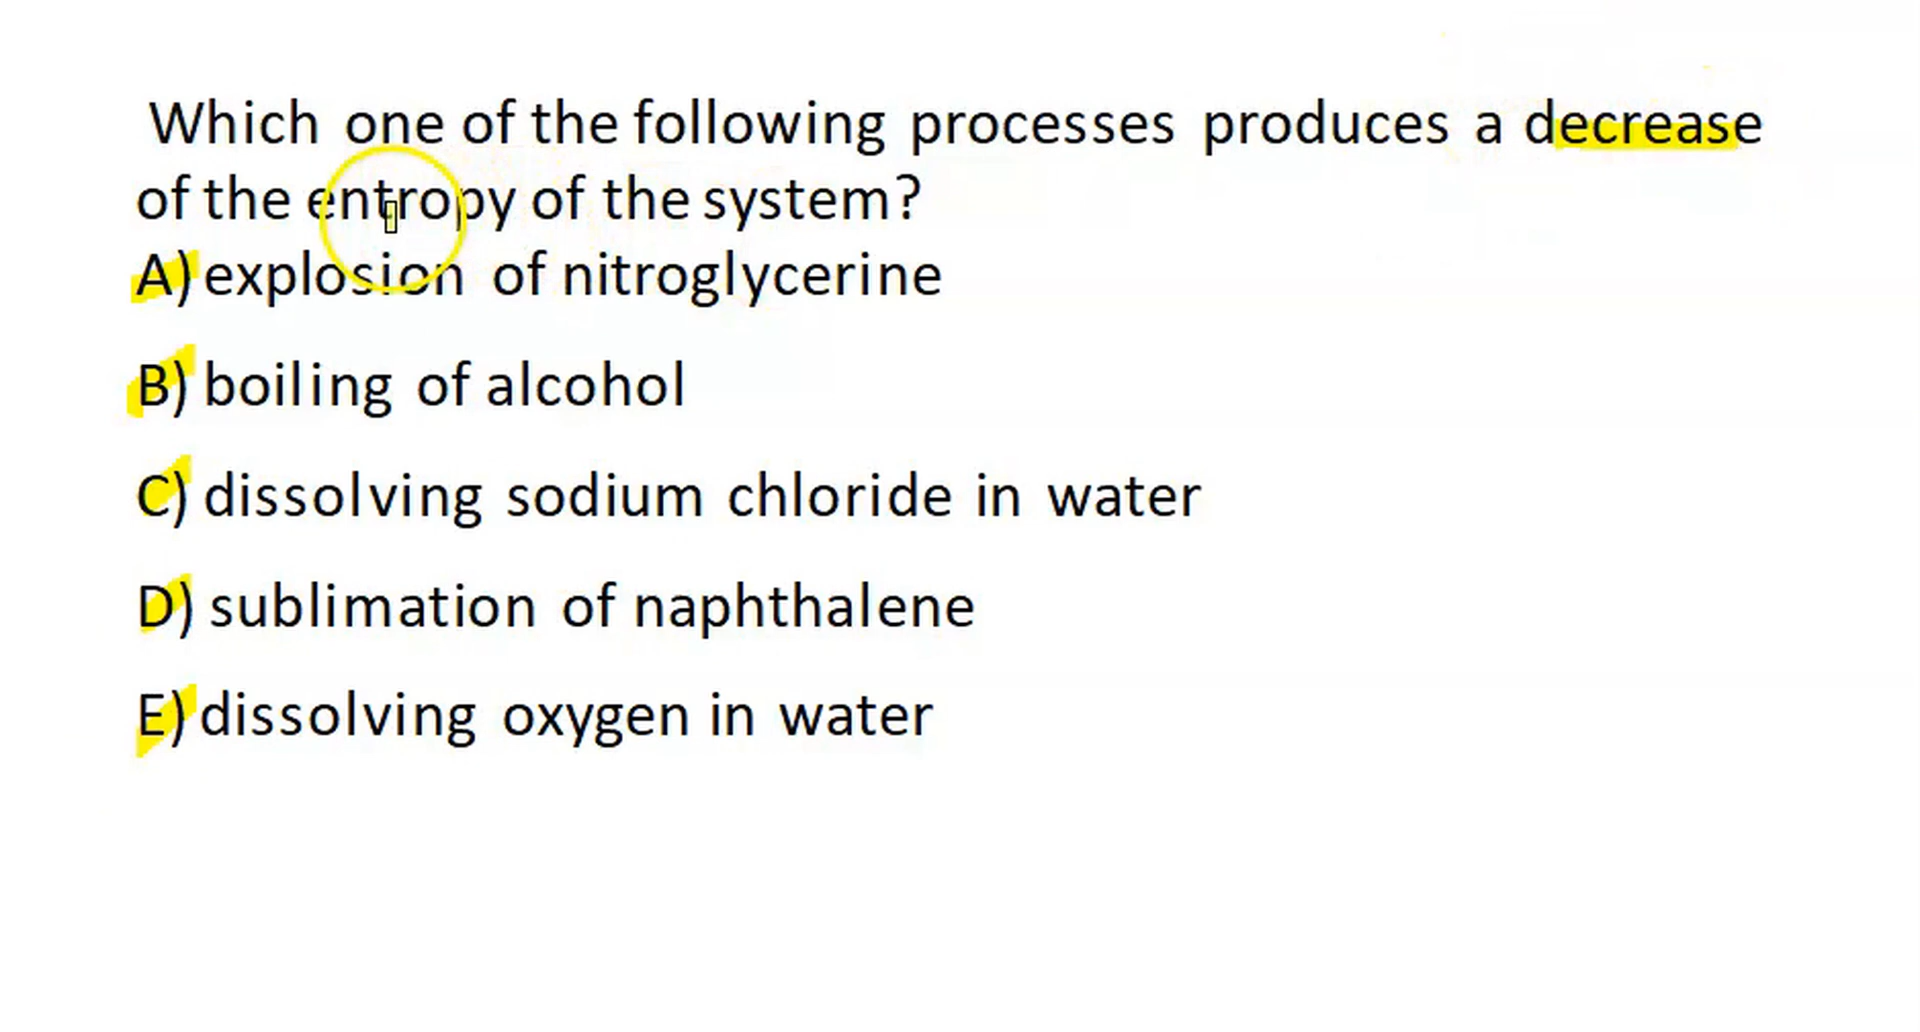 Which one of the following processes produces a decrease
of the entropy of the system?
A) explosion of nitroglycerine
B) boiling of alcohol
C) dissolving sodium chloride in water
D) sublimation of naphthalene
E) dissolving oxygen in water